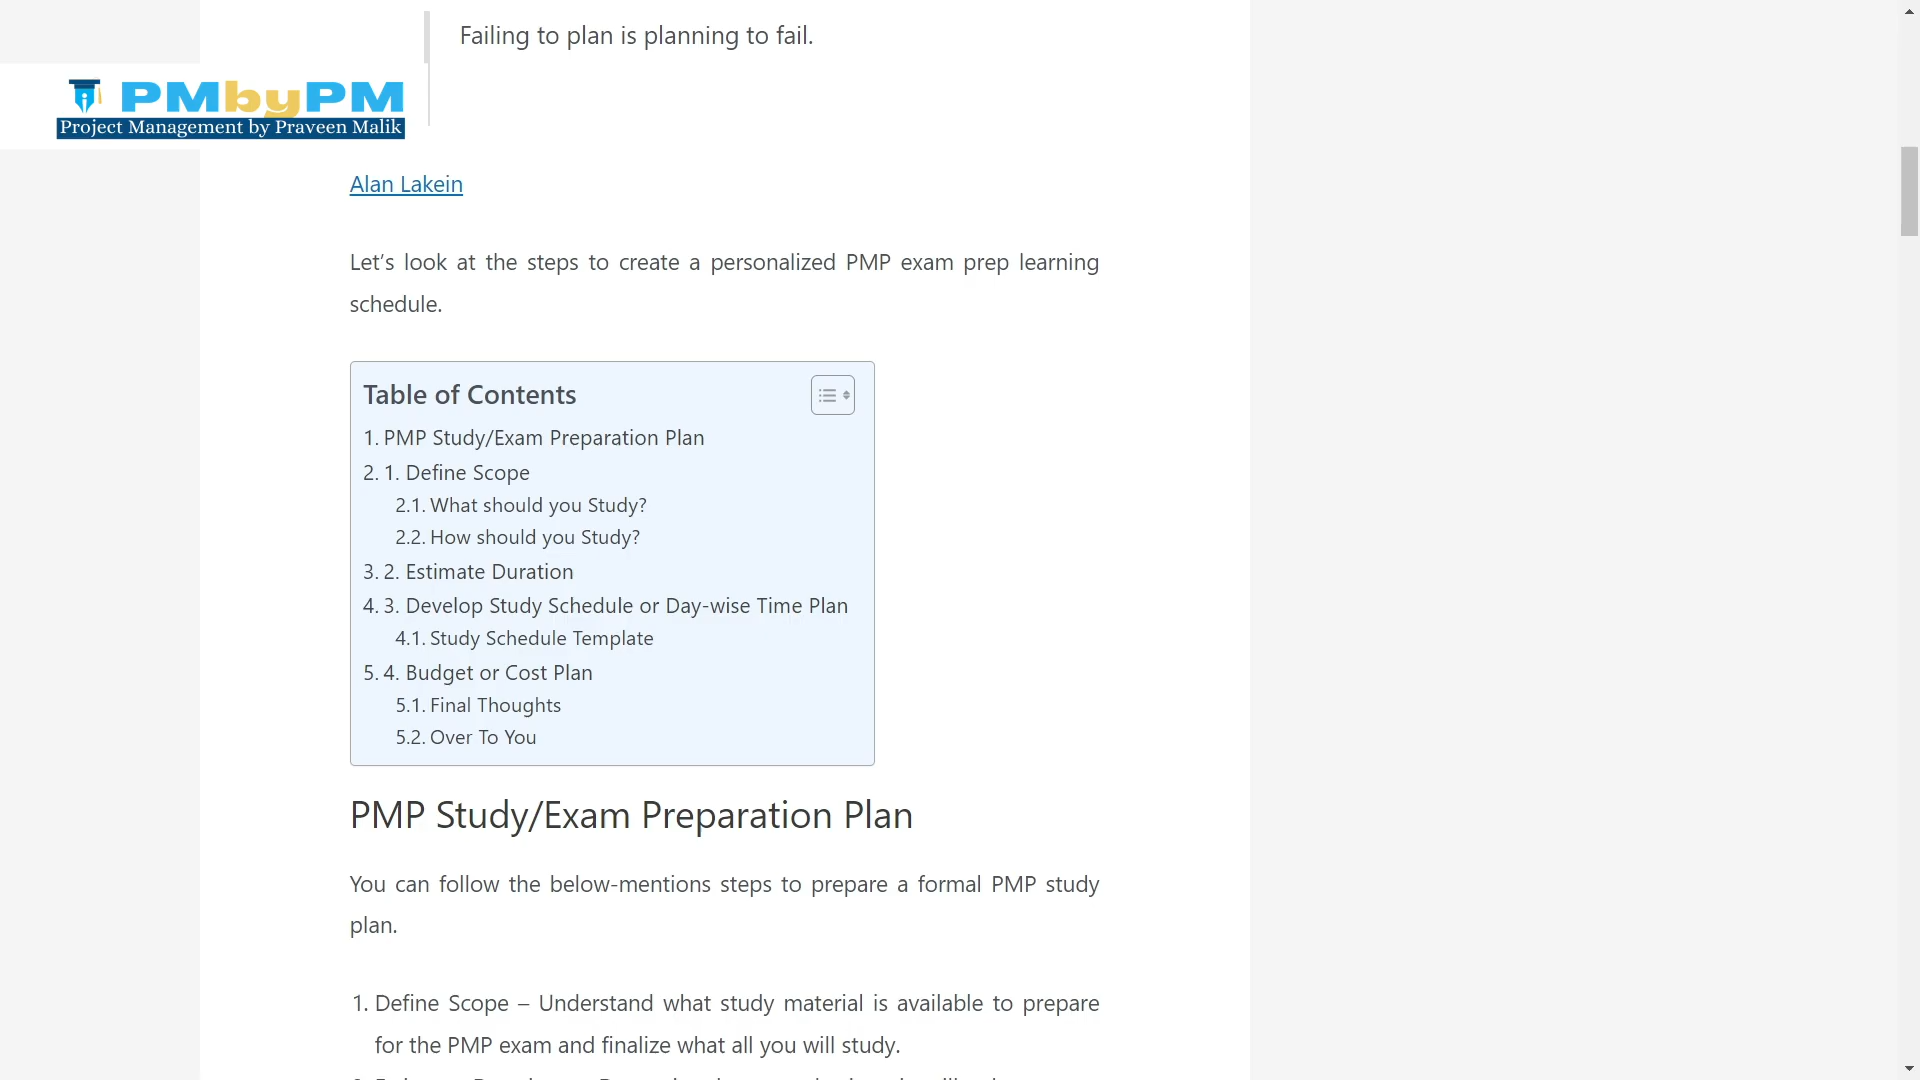 Failing to plan is planning to fail.
PMbyPM
Project Management by Praveen Malik
Alan Lakein
Let’s look at the steps to create a personalized PMP exam prep learning
schedule.
Table of Contents
1. PMP Study/Exam Preparation Plan
2. 1. Define Scope
2.1. What should you Study?
2.2. How should you Study?
3. 2. Estimate Duration
4. 3. Develop Study Schedule or Day-wise Time Plan
4.1. Study Schedule Template
5. 4. Budget or Cost Plan
5.1. Final Thoughts
5.2. Over To You
PMP Study/Exam Preparation Plan
You can follow the below-mentions steps to prepare a formal PMP study
plan.
1. Define Scope – Understand what study material is available to prepare
for the PMP exam and finalize what all you will study.